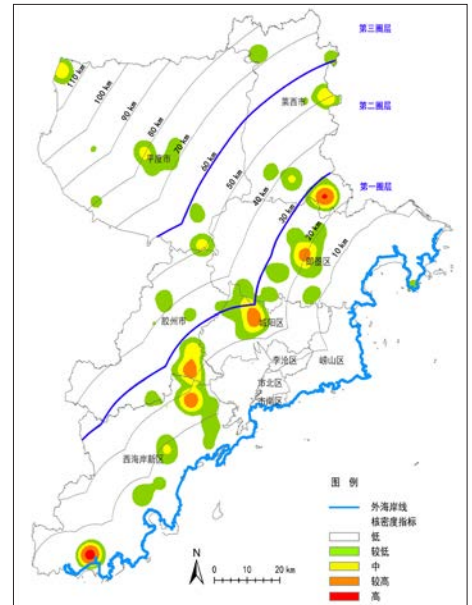 第三圈层
第二圈层
第一圈层
110 km
100 km
90 km
80 km
70 km
60 km
50 km
40 km
30 km
20 km
10 km
莱西市
平度市
即墨区
胶州市
城阳区
李沧区
崂山区
市北区
市南区
西海岸新区
N
0 10 20 km
图 例
外海岸线
核密度指标
低
较低
中
较高
高